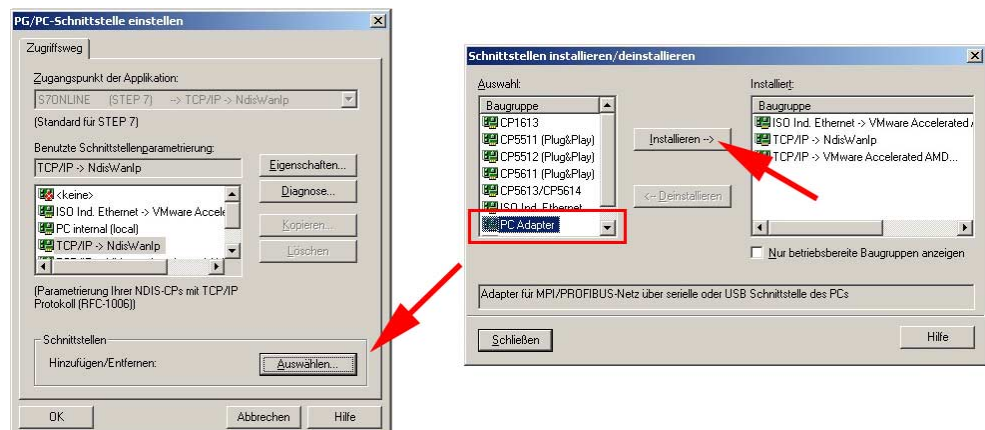 PG/PC-Schnittstelle einstellen
Zugriffsweg
Zugangspunkt der Applikation:
S7ONLINE (STEP 7) --> TCP/IP -> NdisWanIp
(Standard für STEP 7)
Benutzte Schnittstellenparametrierung:
TCP/IP -> NdisWanIp
Eigenschaften...
<keine>
ISO Ind. Ethernet -> VMware Accele
PC internal (local)
TCP/IP -> NdisWanIp
Diagnose...
Kopieren...
Löschen
(Parametrierung Ihrer NDIS-CPs mit TCP/IP
Protokoll (RFC-1006))
Schnittstellen
Hinzufügen/Entfernen:
Auswählen...
OK
Abbrechen
Hilfe
Schnittstellen installieren/deinstallieren
Auswahl:
Baugruppe
CP1613
CP5511 (Plug&Play)
CP5512 (Plug&Play)
CP5611 (Plug&Play)
CP5613/CP5614
ISO Ind. Ethernet
PC Adapter
Installieren -->
<-- Deinstallieren
Installiert:
Baugruppe
ISO Ind. Ethernet -> VMware Accelerated
TCP/IP -> NdisWanIp
TCP/IP -> VMware Accelerated AMD...
Nur betriebsbereite Baugruppen anzeigen
Adapter für MPI/PROFIBUS-Netz über serielle oder USB Schnittstelle des PCs
Schließen
Hilfe